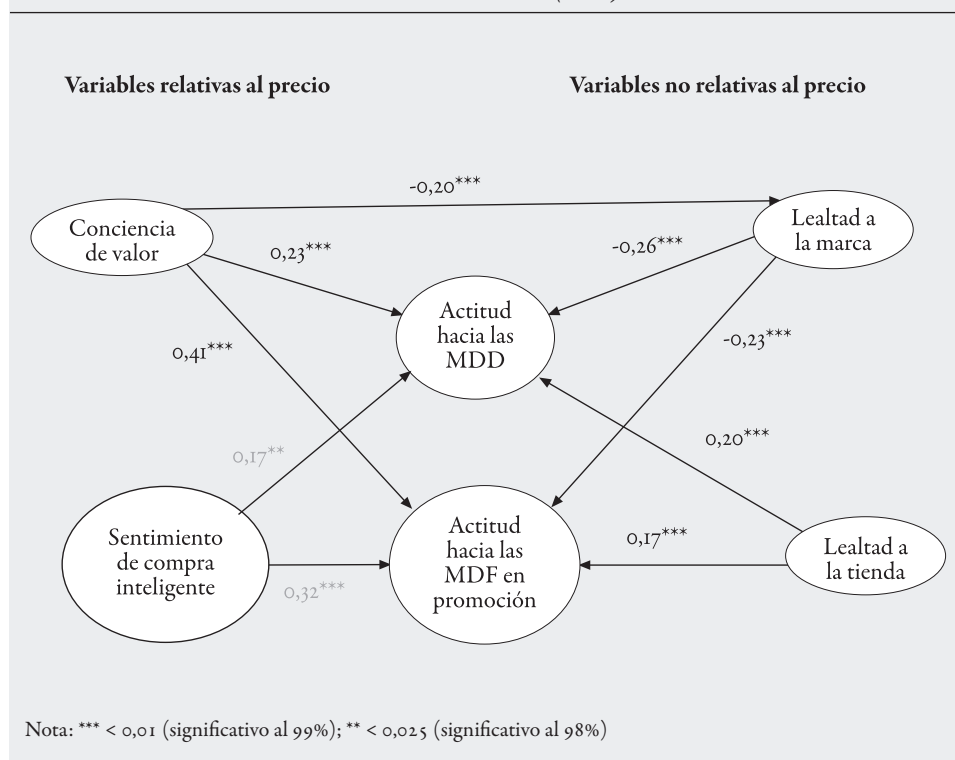 Variables relativas al precio
Variables no relativas al precio
-0,20***
Conciencia
de valor
Lealtad a
la marca
0,23***
-0,26***
Actitud
hacia las
MDD
0,41***
-0,23***
0,17**
0,20***
Sentimiento
de compra
inteligente
0,32***
Actitud
hacia las
MDF en
promoción
0,17***
Lealtad a
la tienda
Nota: *** < 0,01 (significativo al 99%); ** < 0,025 (significativo al 98%)